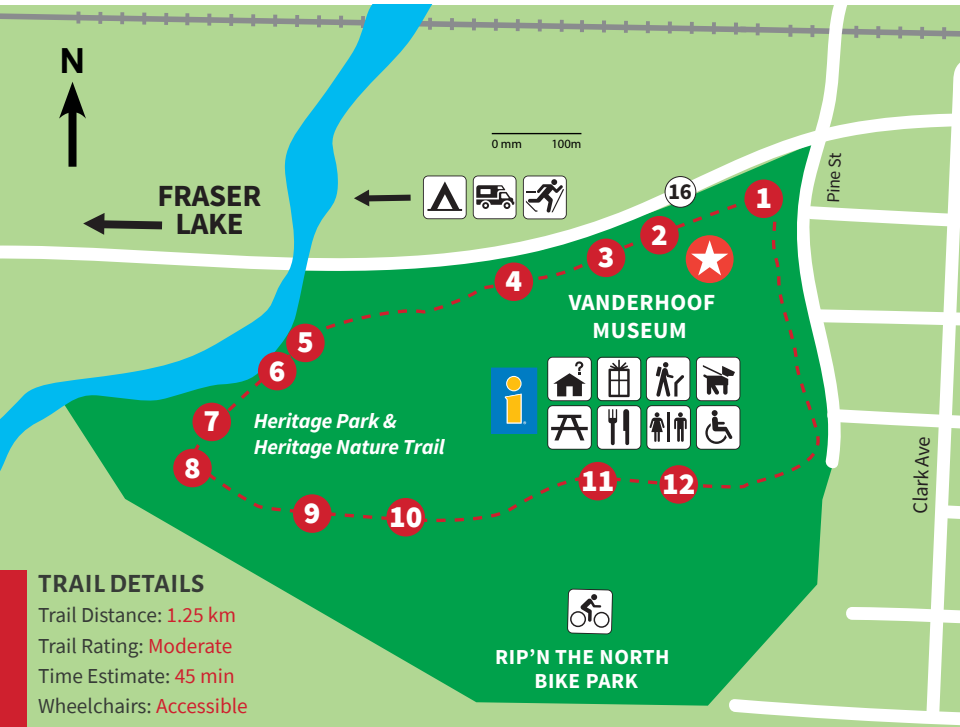 N
0 mm 100m
FRASER
LAKE
16
Pine St
1
2
3
4
VANDERHOOF
MUSEUM
5
6
?
i
7
Heritage Park &
Heritage Nature Trail
8
9
10
11
12
Clark Ave
TRAIL DETAILS
Trail Distance: 1.25 km
Trail Rating: Moderate
Time Estimate: 45 min
Wheelchairs: Accessible
RIP'N THE NORTH
BIKE PARK